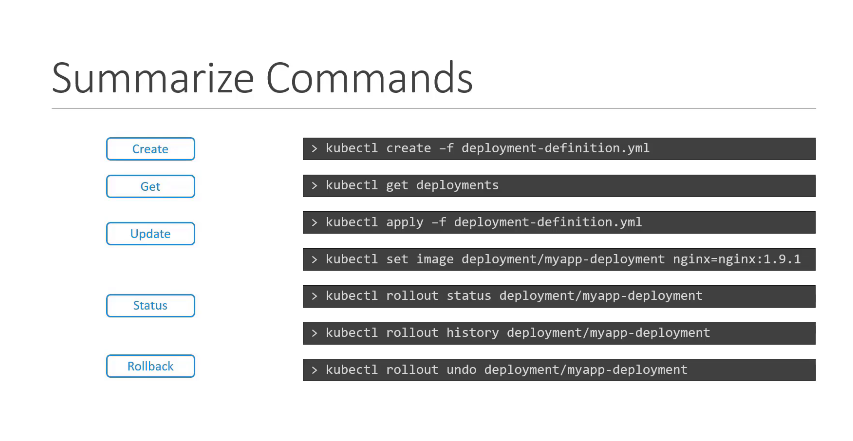 Summarize Commands
Create
> kubectl create –f deployment-definition.yml
Get
> kubectl get deployments
Update
> kubectl apply –f deployment-definition.yml
> kubectl set image deployment/myapp-deployment nginx=nginx:1.9.1
Status
> kubectl rollout status deployment/myapp-deployment
> kubectl rollout history deployment/myapp-deployment
Rollback
> kubectl rollout undo deployment/myapp-deployment